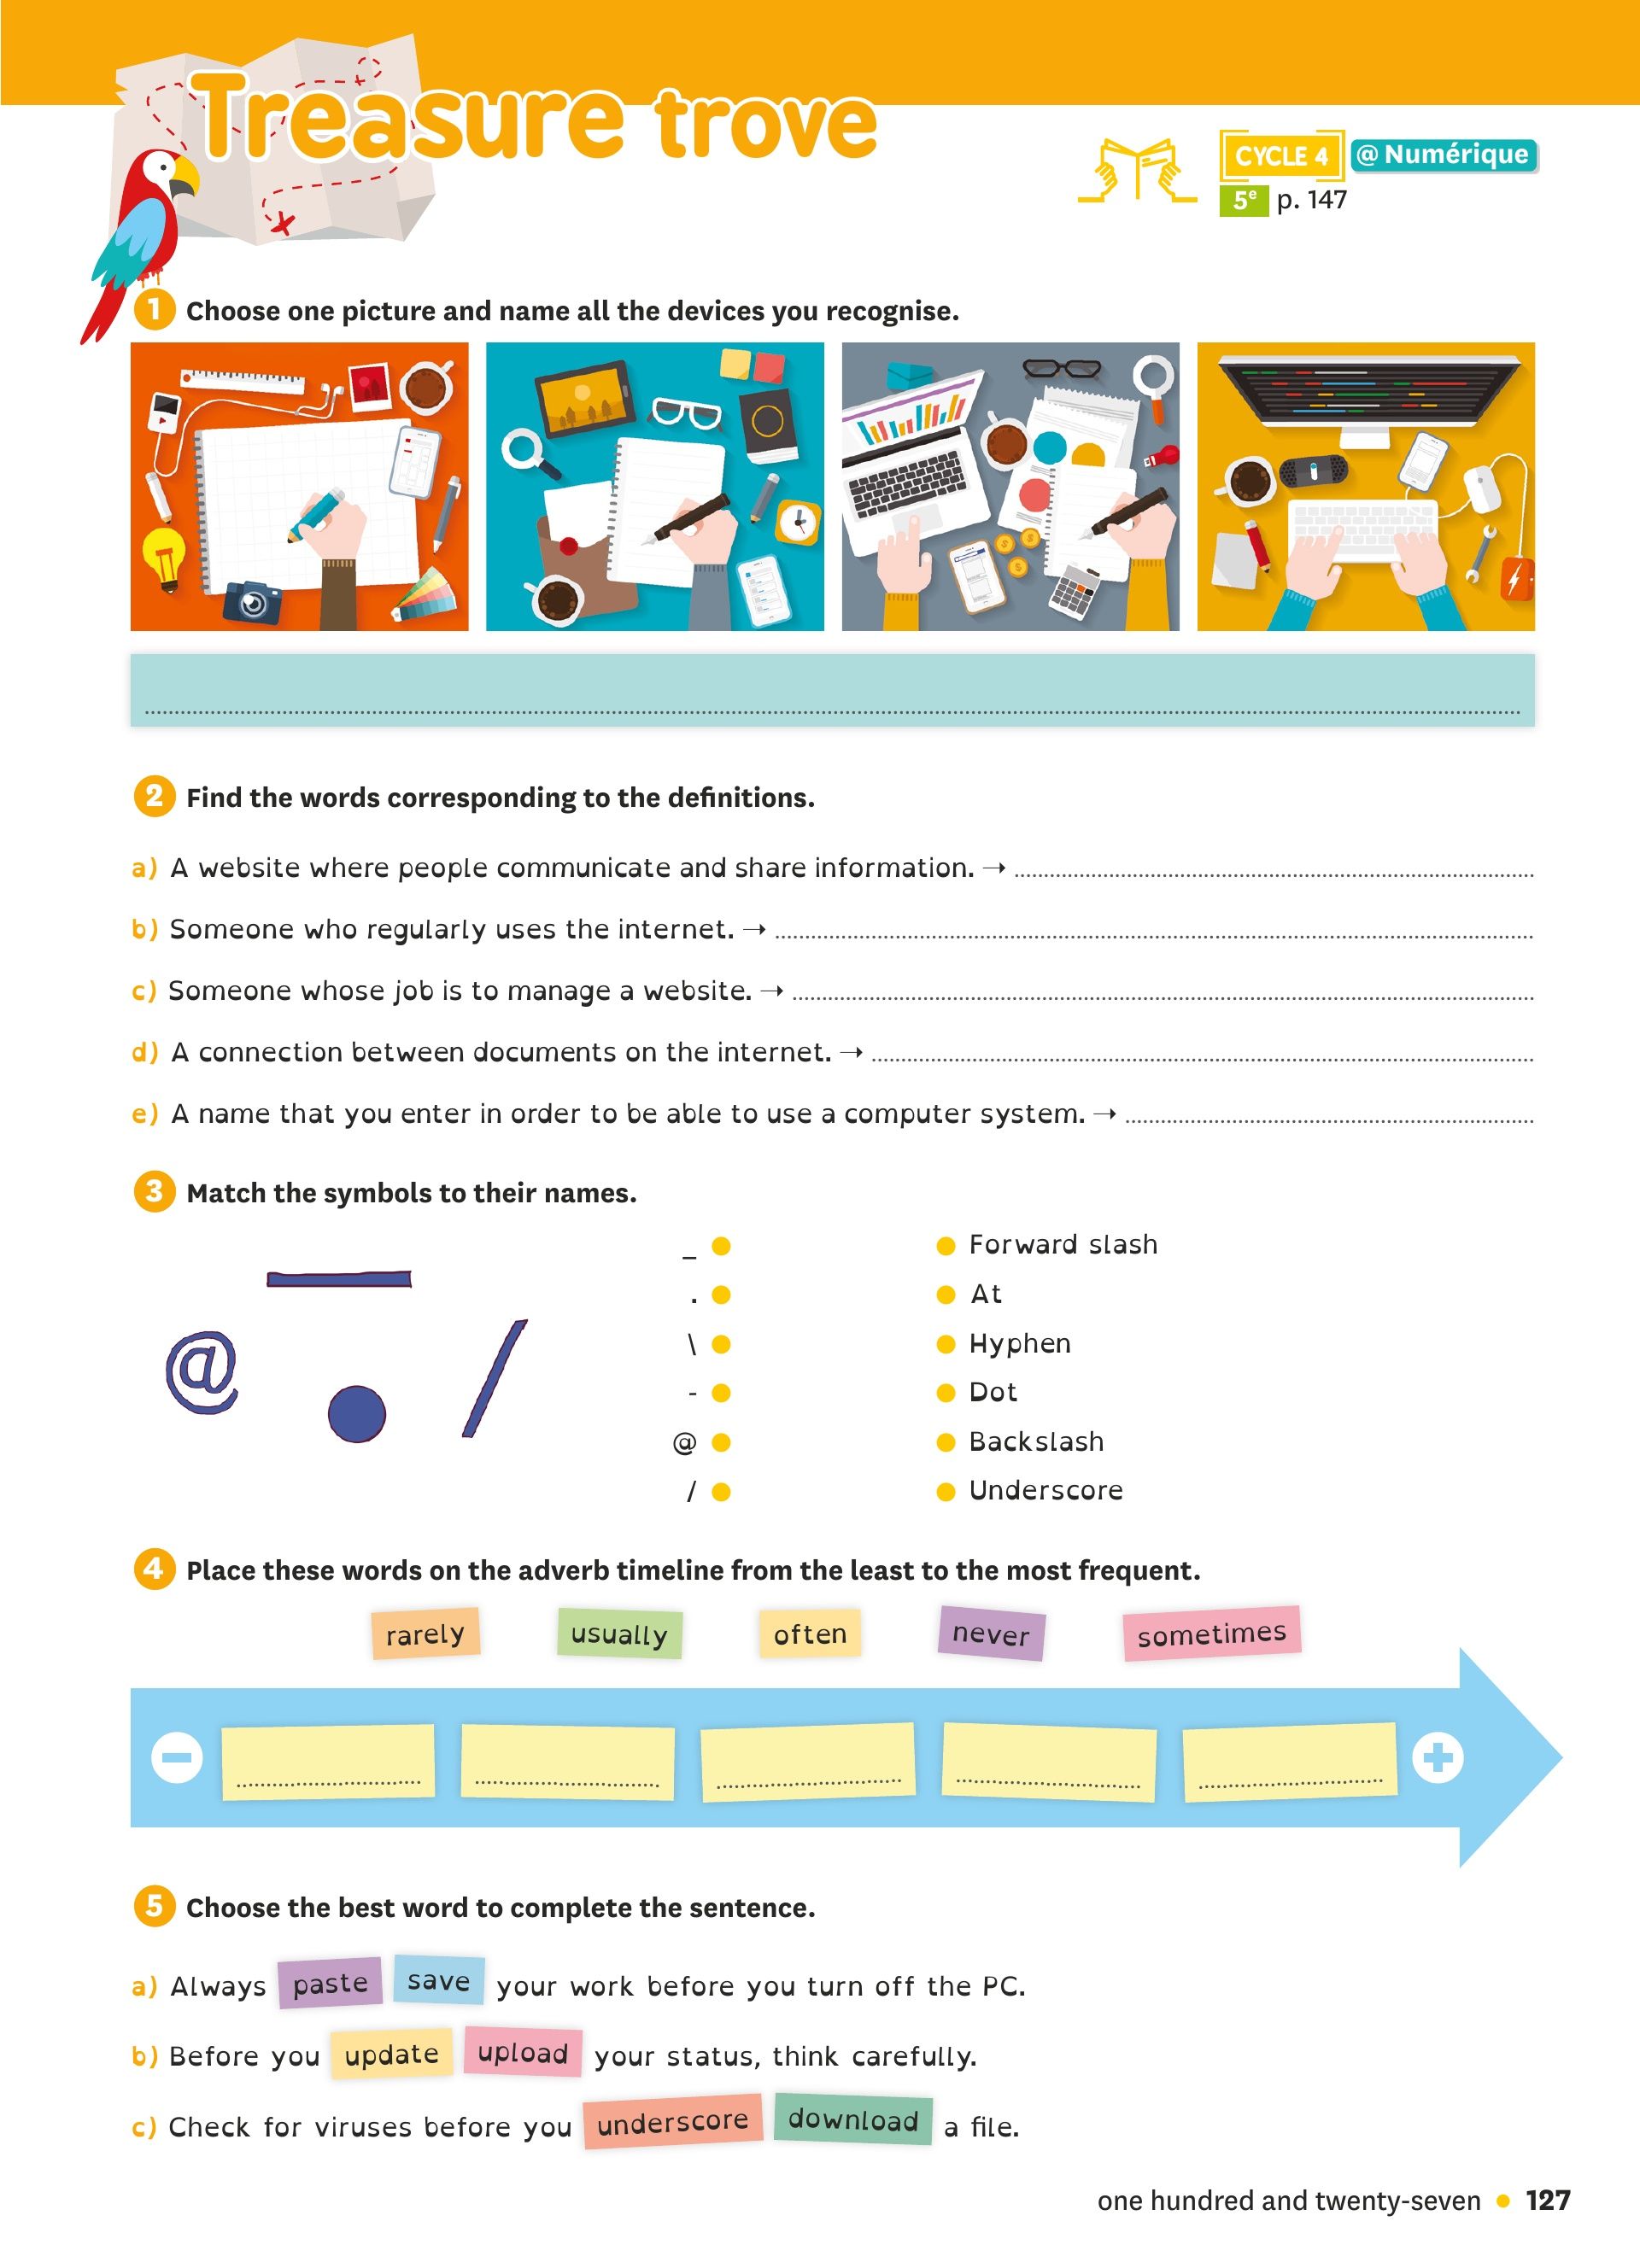 Treasure trove
CYCLE 4 @ Numérique
5e p. 147
1 Choose one picture and name all the devices you recognise.
2 Find the words corresponding to the definitions.
a) A website where people communicate and share information. →
b) Someone who regularly uses the internet. →
c) Someone whose job is to manage a website. →
d) A connection between documents on the internet. →
e) A name that you enter in order to be able to use a computer system. →
3 Match the symbols to their names.
_ Forward slash
. At
\ Hyphen
- Dot
@ Backslash
/ Underscore
@ . /
4 Place these words on the adverb timeline from the least to the most frequent.
rarely usually often never sometimes
− +
5 Choose the best word to complete the sentence.
a) Always paste save your work before you turn off the PC.
b) Before you update upload your status, think carefully.
c) Check for viruses before you underscore download a file.
one hundred and twenty-seven • 127